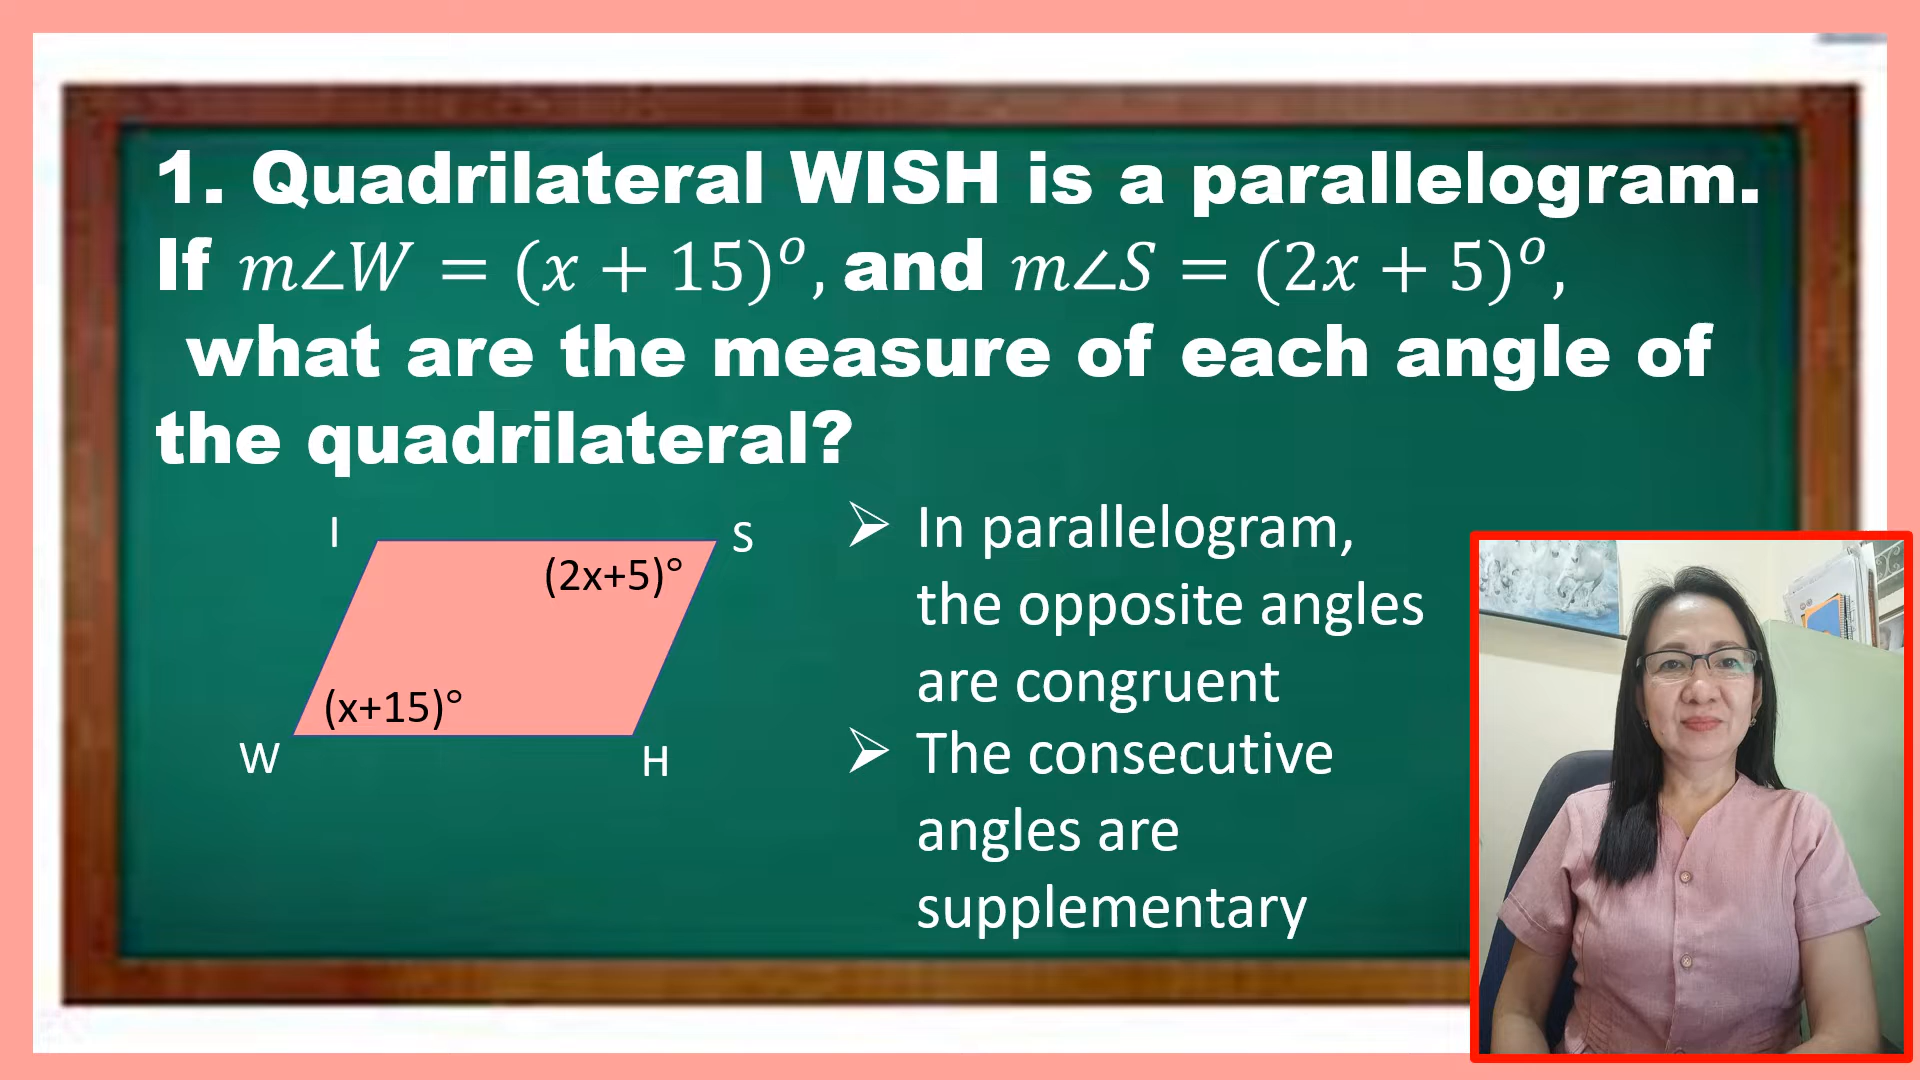 1. Quadrilateral WISH is a parallelogram.
If m∠W = (x + 15)°, and m∠S = (2x + 5)°,
what are the measure of each angle of
the quadrilateral?
I
S
(2x+5)°
(x+15)°
W
H
➢ In parallelogram,
the opposite angles
are congruent
➢ The consecutive
angles are
supplementary